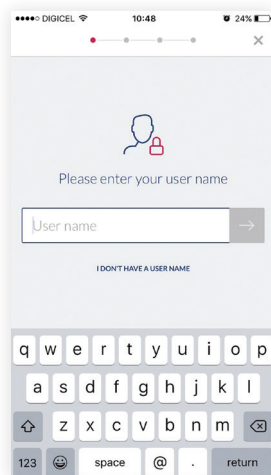 DIGICEL 10:48 24%
Please enter your user name
User name
I DON'T HAVE A USER NAME
q w e r t y u i o p
a s d f g h j k l
z x c v b n m
123 space @ . return